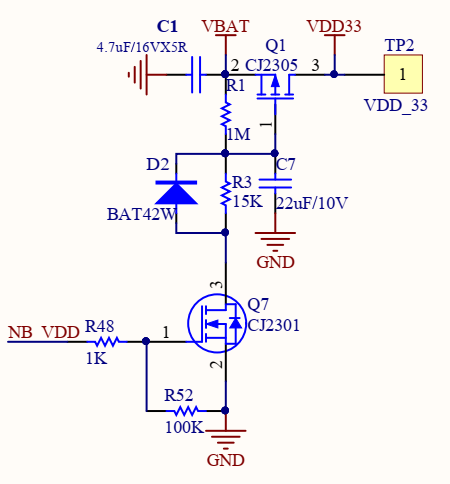 C1
VBAT
VDD33
4.7uF/16VX5R
Q1
TP2
2
CJ2305
3
1
R1
VDD_33
1M
1
D2
C7
R3
BAT42W
15K
22uF/10V
GND
3
Q7
CJ2301
NB_VDD
R48
1
1K
2
R52
100K
GND